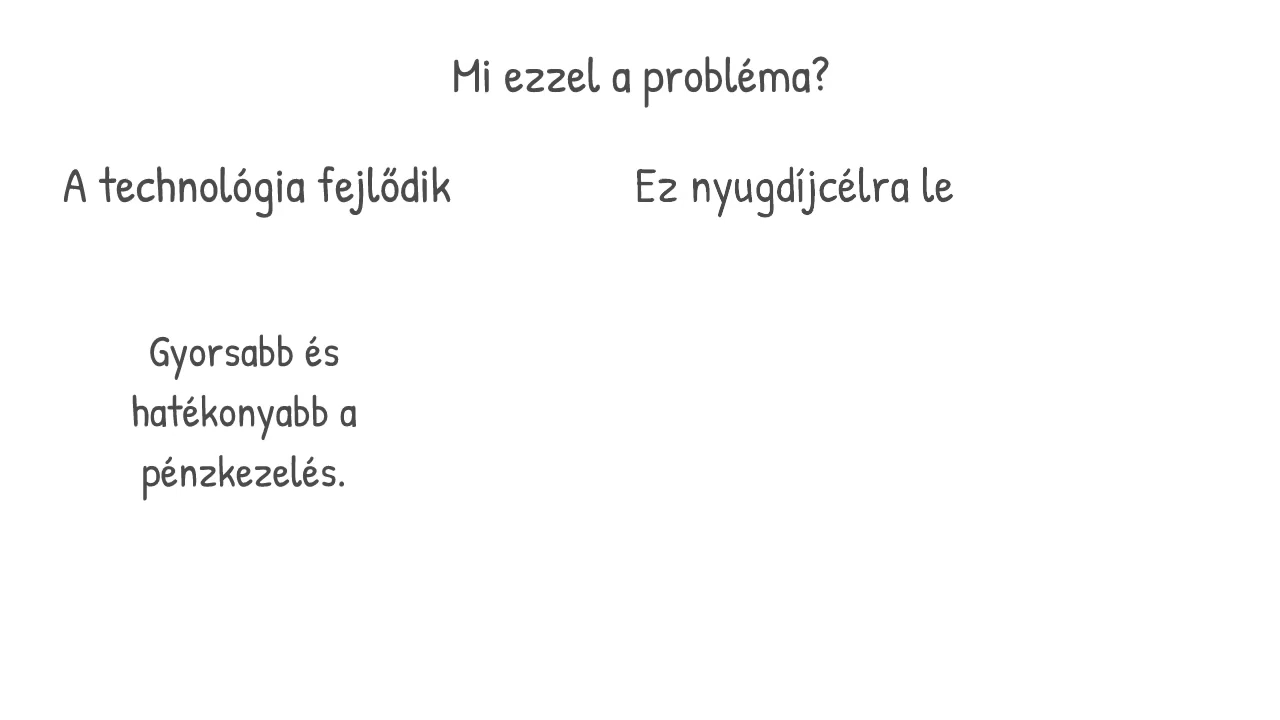 Mi ezzel a probléma?
A technológia fejlődik
Ez nyugdíjcélra le
Gyorsabb és
hatékonyabb a
pénzkezelés.